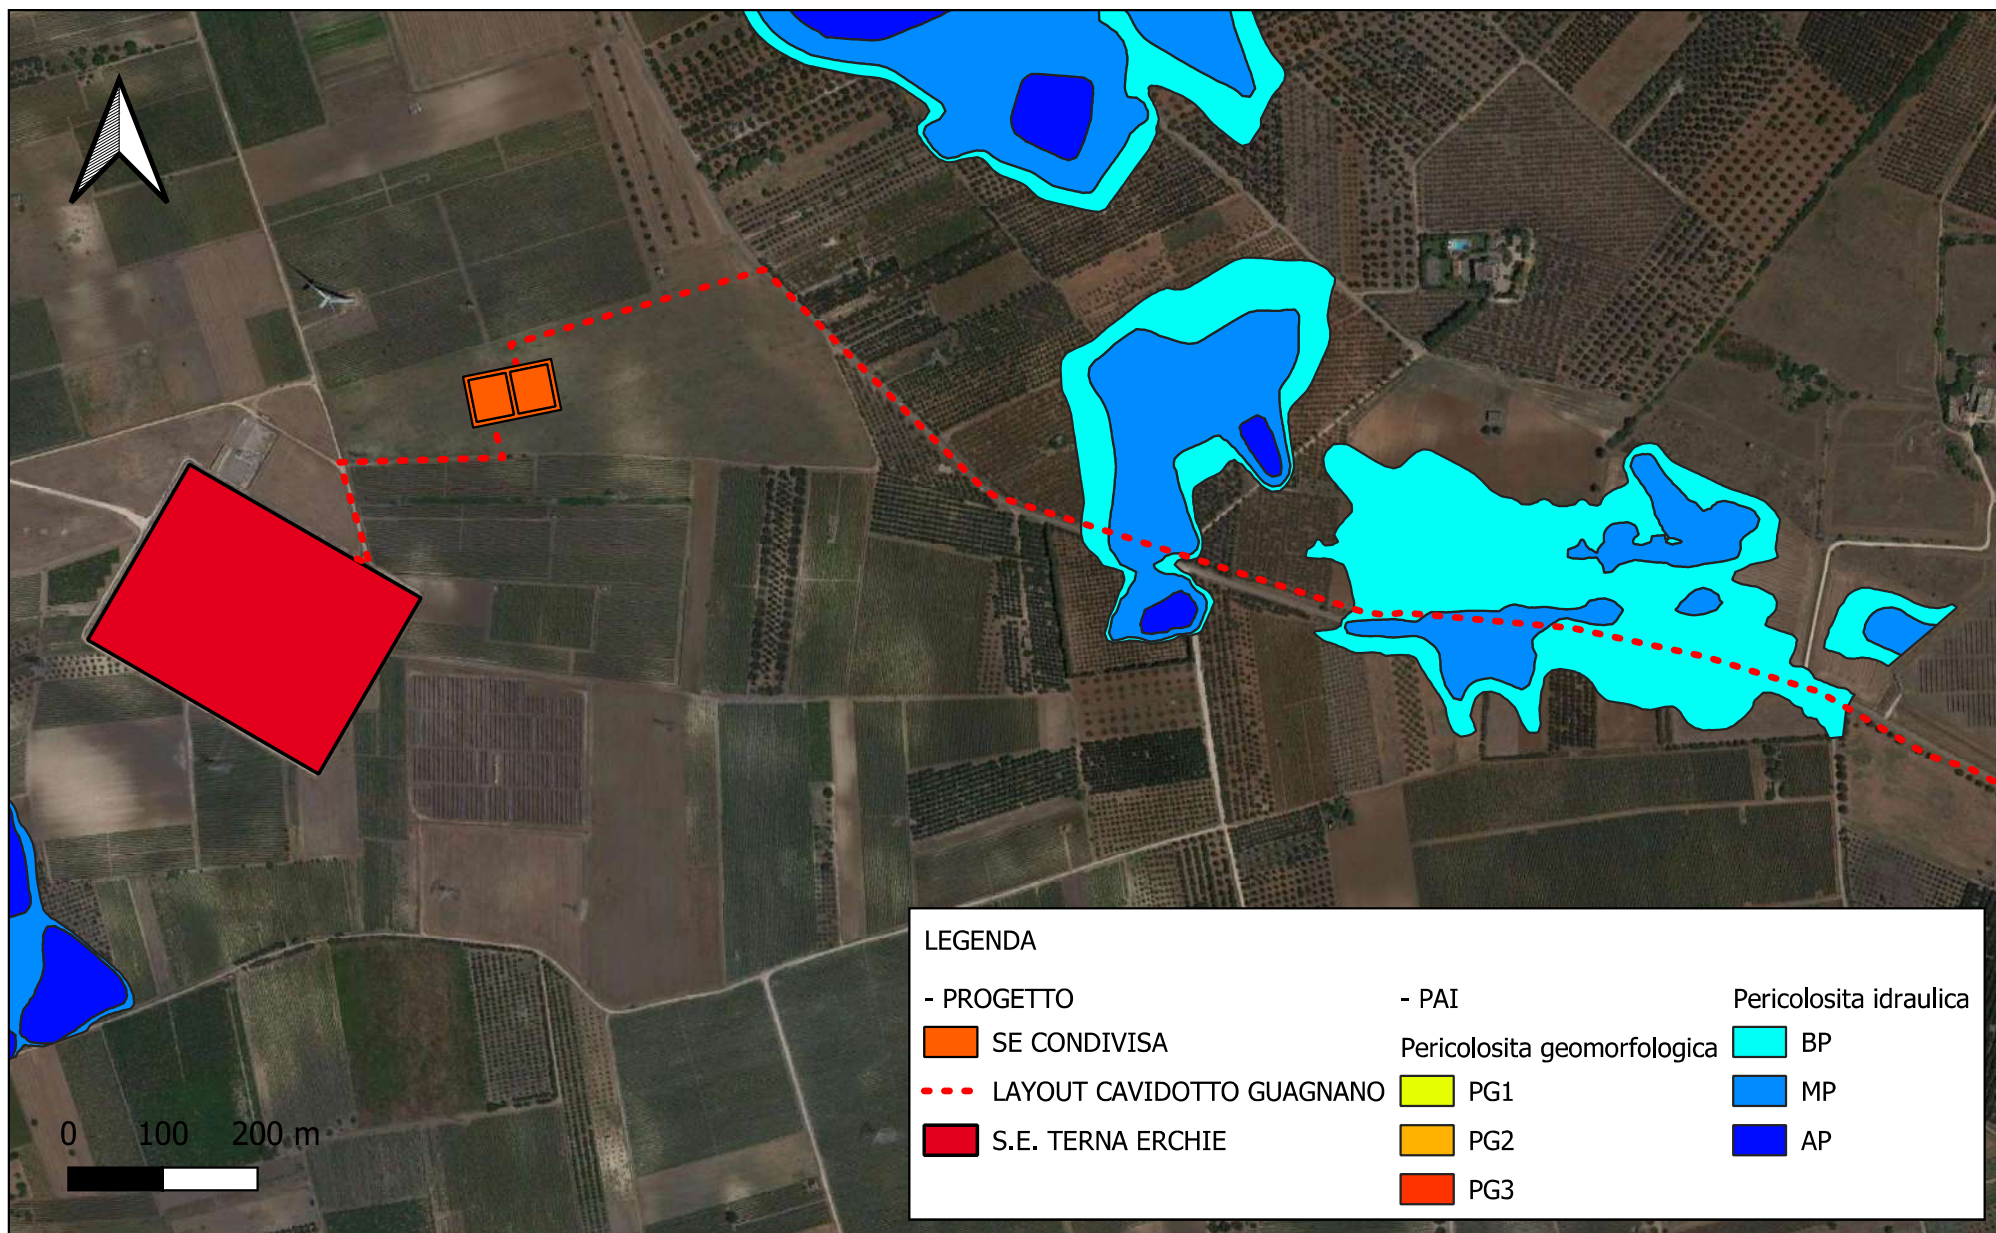 LEGENDA
- PROGETTO
SE CONDIVISA
LAYOUT CAVIDOTTO GUAGNANO
S.E. TERNA ERCHIE
- PAI
Pericolosita geomorfologica
PG1
PG2
PG3
Pericolosita idraulica
BP
MP
AP
0 100 200 m